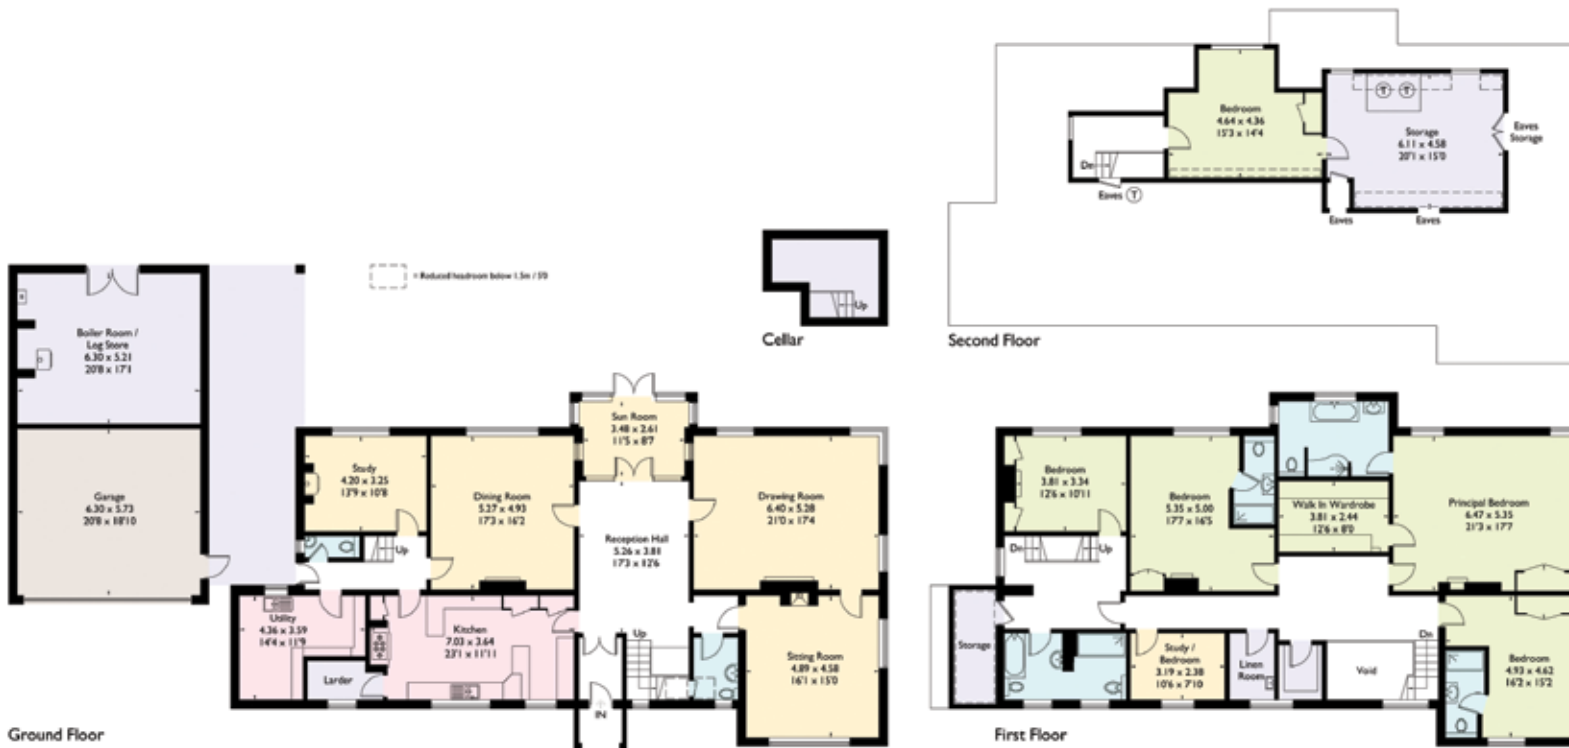 Bedroom
4.64 x 4.36
15'3 x 14'4
Storage
6.11 x 4.58
20'1 x 15'0
T
T
Eaves
Storage
Dn
Eaves
T
Eaves
Eaves
Second Floor
= Reduced headroom below 1.5m / 5'0
Up
Cellar
Boiler Room /
Log Store
6.30 x 5.21
20'8 x 17'1
Garage
6.30 x 5.73
20'8 x 18'10
Sun Room
3.48 x 2.61
11'5 x 8'7
Study
4.20 x 3.25
13'9 x 10'8
Dining Room
5.27 x 4.93
17'3 x 16'2
Drawing Room
6.40 x 5.28
21'0 x 17'4
Reception Hall
5.26 x 3.81
17'3 x 12'6
Up
Utility
4.36 x 3.59
14'4 x 11'9
Kitchen
7.03 x 3.64
23'1 x 11'11
Larder
Up
Sitting Room
4.89 x 4.58
16'1 x 15'0
IN
Ground Floor
Bedroom
3.81 x 3.34
12'6 x 10'11
Bedroom
5.35 x 5.00
17'7 x 16'5
Walk In Wardrobe
3.81 x 2.44
12'6 x 8'0
Principal Bedroom
6.47 x 5.35
21'3 x 17'7
Dn
Up
Storage
Study /
Bedroom
3.19 x 2.38
10'6 x 7'10
Linen
Room
Void
Dn
Bedroom
4.93 x 4.62
16'2 x 15'2
First Floor